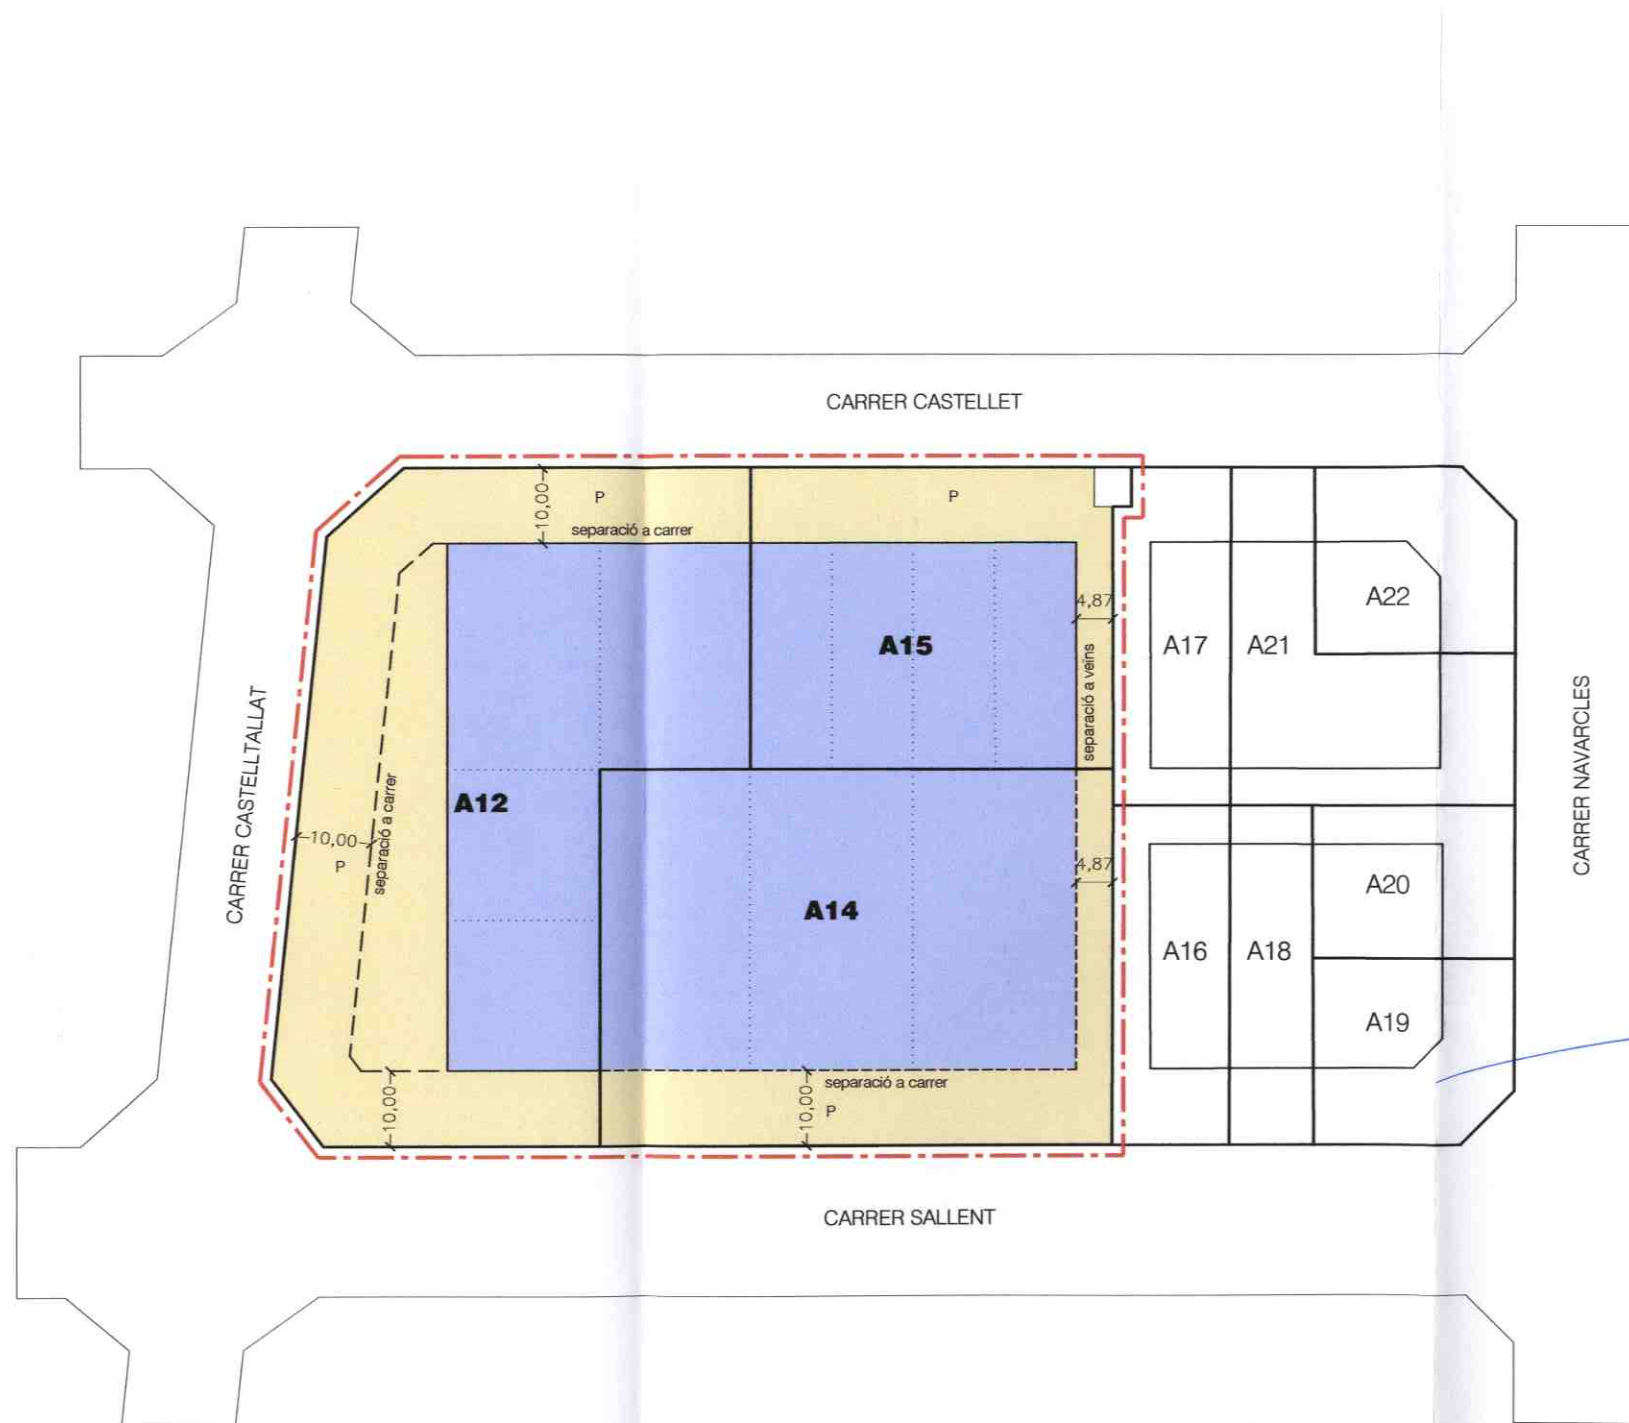 CARRER CASTELLET
10,00
P
P
separació a carrer
4,87
A22
A15
A17
A21
separació a veïns
CARRER CASTELLTALLAT
CARRER NAVARCLES
separació a carrer
A12
10,00
P
4,87
A20
A14
A16
A18
A19
10,00
10,00
separació a carrer
P
CARRER SALLENT